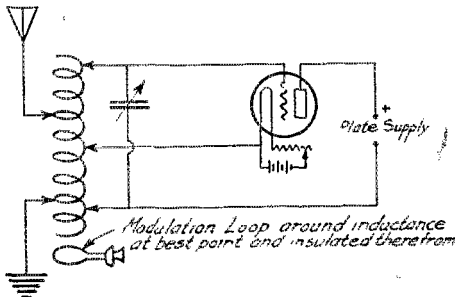 +
Plate Supply
Modulation Loop around inductance
at best point and insulated therefrom